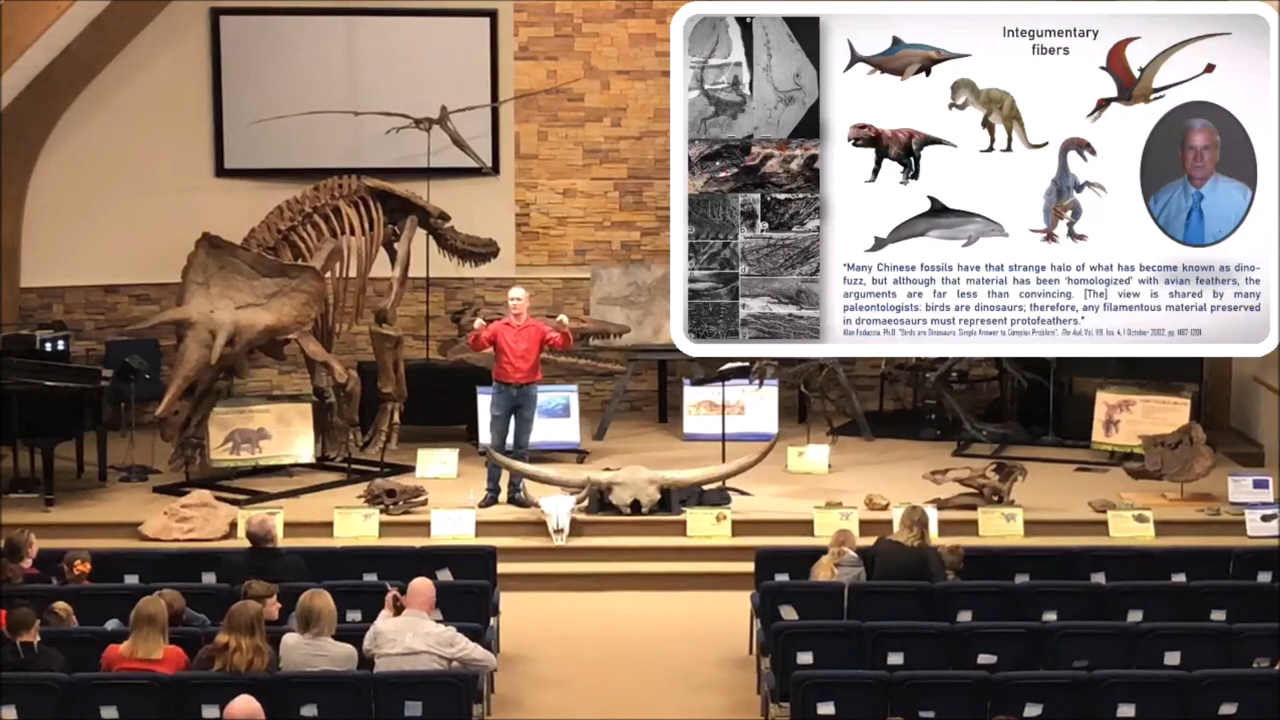 Integumentary
fibers
"Many Chinese fossils have that strange halo of what has become known as dino-
fuzz, but although that material has been 'homologized' with avian feathers, the
arguments are far less than convincing. [The] view is shared by many
paleontologists: birds are dinosaurs; therefore, any filamentous material preserved
in dromaeosaurs must represent protofeathers."
Alan Feduccia, Ph.D. "Birds are Dinosaurs: Simple Answer to Complex Problem". The Auk, Vol. 119, Iss. 4, 1 October 2002, pg. 1187-1201